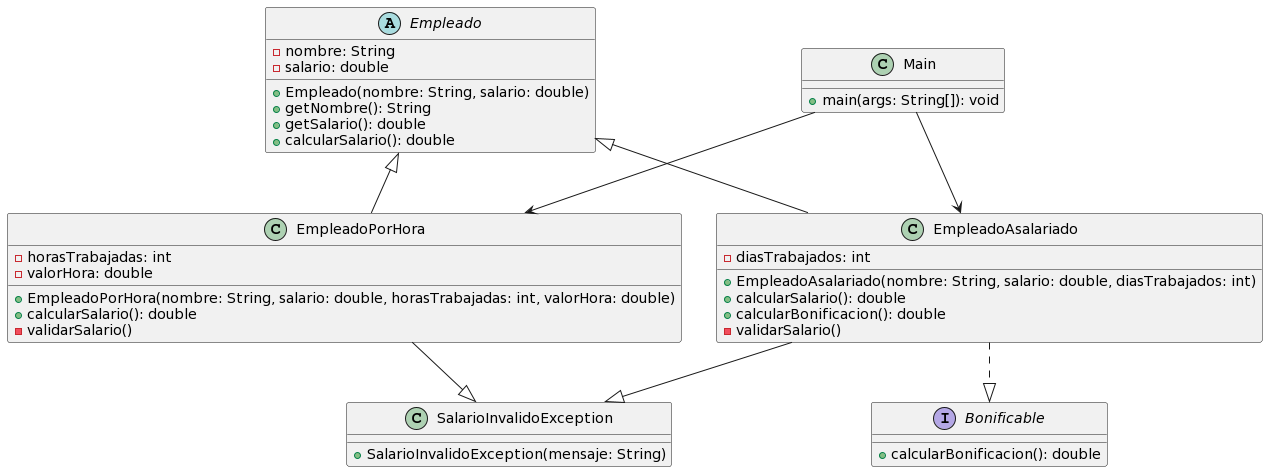 A Empleado
nombre: String
salario: double
Empleado(nombre: String, salario: double)
getNombre(): String
getSalario(): double
calcularSalario(): double
C Main
main(args: String[]): void
C EmpleadoPorHora
horasTrabajadas: int
valorHora: double
EmpleadoPorHora(nombre: String, salario: double, horasTrabajadas: int, valorHora: double)
calcularSalario(): double
validarSalario()
C EmpleadoAsalariado
diasTrabajados: int
EmpleadoAsalariado(nombre: String, salario: double, diasTrabajados: int)
calcularSalario(): double
calcularBonificacion(): double
validarSalario()
C SalarioInvalidoException
SalarioInvalidoException(mensaje: String)
I Bonificable
calcularBonificacion(): double